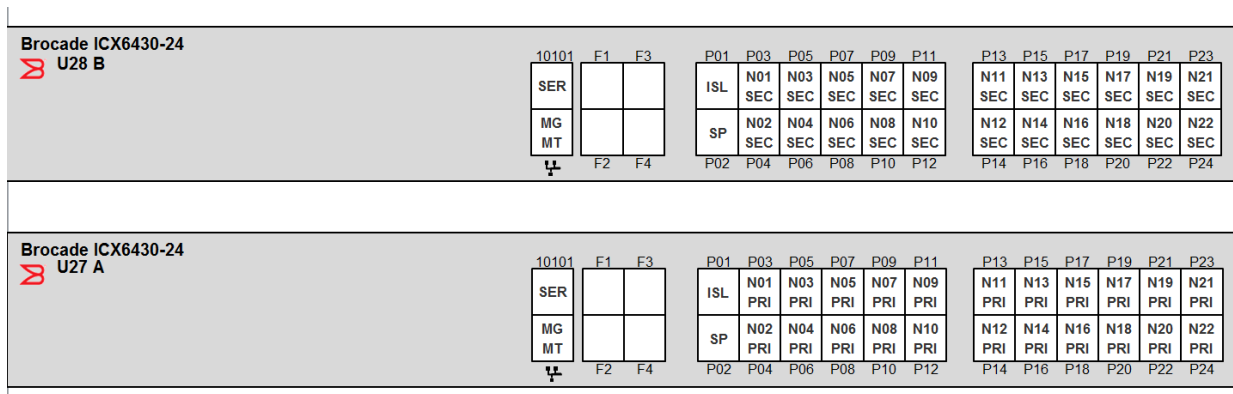 Brocade ICX6430-24
U28 B
10101 F1 F3 P01 P03 P05 P07 P09 P11 P13 P15 P17 P19 P21 P23
SER ISL N01 N03 N05 N07 N09 N11 N13 N15 N17 N19 N21
SEC SEC SEC SEC SEC SEC SEC SEC SEC SEC SEC
MG SP N02 N04 N06 N08 N10 N12 N14 N16 N18 N20 N22
MT SEC SEC SEC SEC SEC SEC SEC SEC SEC SEC SEC
F2 F4 P02 P04 P06 P08 P10 P12 P14 P16 P18 P20 P22 P24
Brocade ICX6430-24
U27 A
10101 F1 F3 P01 P03 P05 P07 P09 P11 P13 P15 P17 P19 P21 P23
SER ISL N01 N03 N05 N07 N09 N11 N13 N15 N17 N19 N21
PRI PRI PRI PRI PRI PRI PRI PRI PRI PRI PRI
MG SP N02 N04 N06 N08 N10 N12 N14 N16 N18 N20 N22
MT PRI PRI PRI PRI PRI PRI PRI PRI PRI PRI PRI
F2 F4 P02 P04 P06 P08 P10 P12 P14 P16 P18 P20 P22 P24